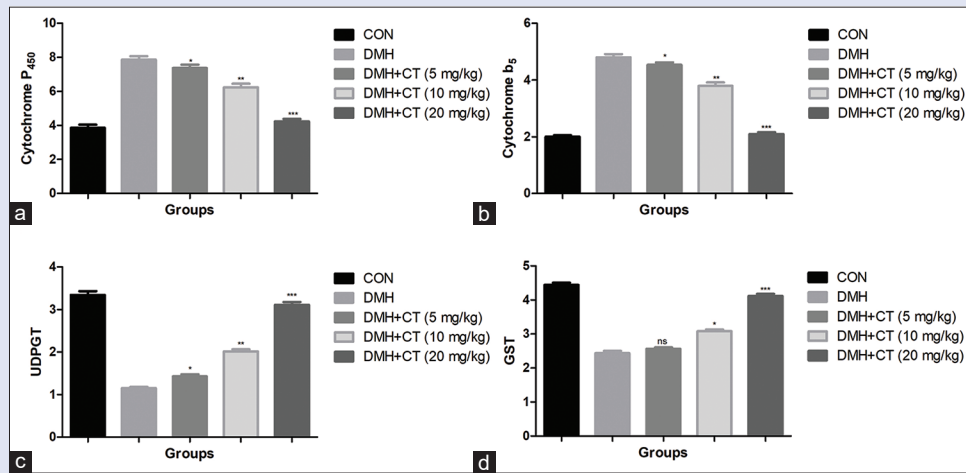 10
8
6
4
2
0
Cytochrome P450
* ** ***
Groups
CON
DMH
DMH+CT (5 mg/kg)
DMH+CT (10 mg/kg)
DMH+CT (20 mg/kg)
a
6
4
2
0
Cytochrome b5
* ** ***
Groups
CON
DMH
DMH+CT (5 mg/kg)
DMH+CT (10 mg/kg)
DMH+CT (20 mg/kg)
b
4
3
2
1
0
UDPGT
* ** ***
Groups
CON
DMH
DMH+CT (5 mg/kg)
DMH+CT (10 mg/kg)
DMH+CT (20 mg/kg)
c
5
4
3
2
1
0
GST
ns * ***
Groups
CON
DMH
DMH+CT (5 mg/kg)
DMH+CT (10 mg/kg)
DMH+CT (20 mg/kg)
d